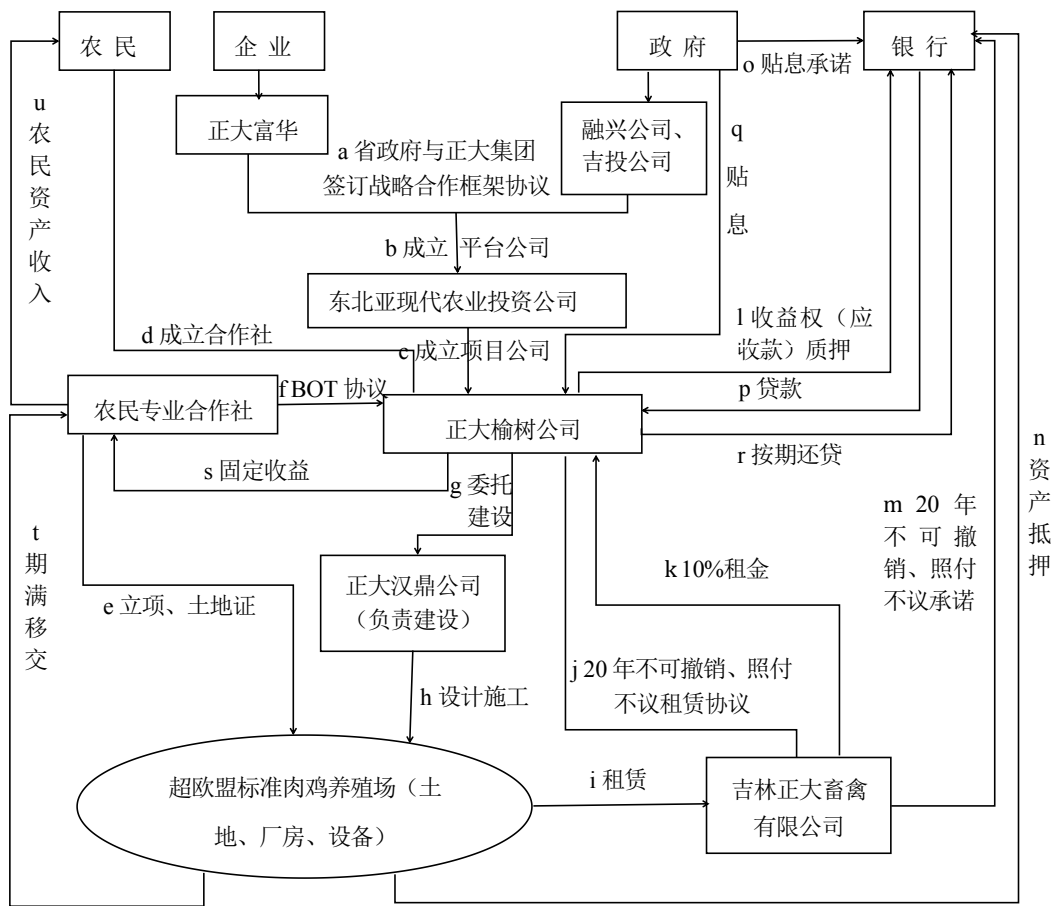 农 民
企 业
政 府
银 行
o 贴息承诺
u
农
民
资
产
收
入
正大富华
融兴公司、
吉投公司
q
贴
息
a 省政府与正大集团
签订战略合作框架协议
b 成立 平台公司
东北亚现代农业投资公司
d 成立合作社
c 成立项目公司
l 收益权（应
收款）质押
f BOT 协议
p 贷款
农民专业合作社
正大榆树公司
r 按期还贷
n
资
产
抵
押
s 固定收益
g 委托
建设
m 20 年
不可撤
销、照付
不议承诺
t
期
满
移
交
正大汉鼎公司
（负责建设）
k 10%租金
e 立项、土地证
j 20 年不可撤销、照付
不议租赁协议
h 设计施工
超欧盟标准肉鸡养殖场（土
地、厂房、设备）
i 租赁
吉林正大畜禽
有限公司